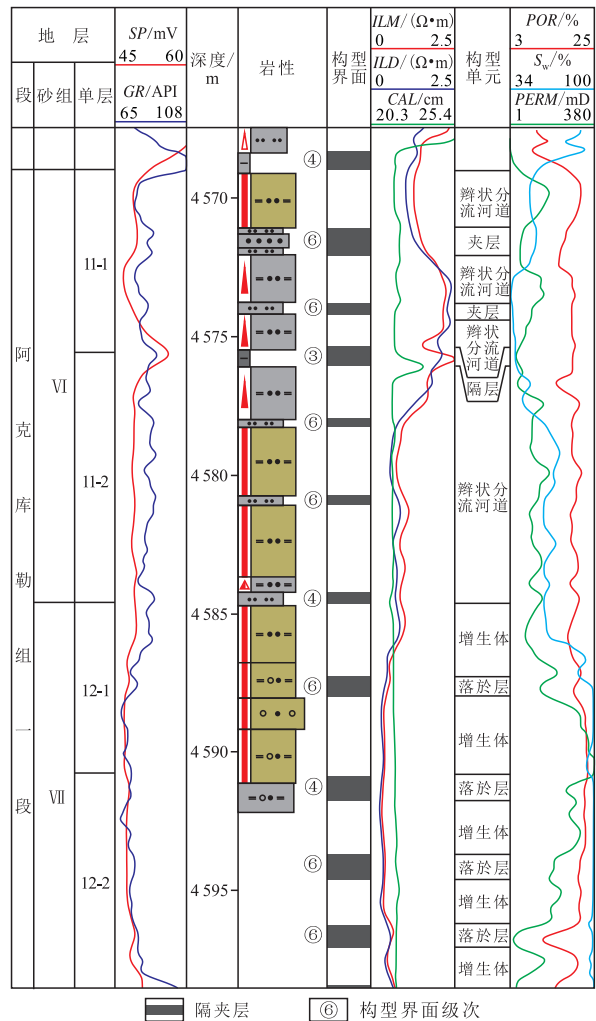 地 层
段
砂组
单层
SP/mV
45 60
GR/API
65 108
深度/
m
岩性
构型
界面
ILM/(Ω•m)
0 2.5
ILD/(Ω•m)
0 2.5
CAL/cm
20.3 25.4
构型
单元
POR/%
3 25
Sw/%
34 100
PERM/mD
1 380
阿克库勒组一段
VI
VII
11-1
11-2
12-1
12-2
4 570
4 575
4 580
4 585
4 590
4 595
④
⑥
⑥
③
⑥
⑥
④
⑥
④
⑥
⑥
辫状分
流河道
夹层
辫状分
流河道
夹层
辫状
分流
河道
隔层
辫状分
流河道
增生体
落於层
增生体
落於层
增生体
落於层
增生体
落於层
增生体
隔夹层
⑥ 构型界面级次